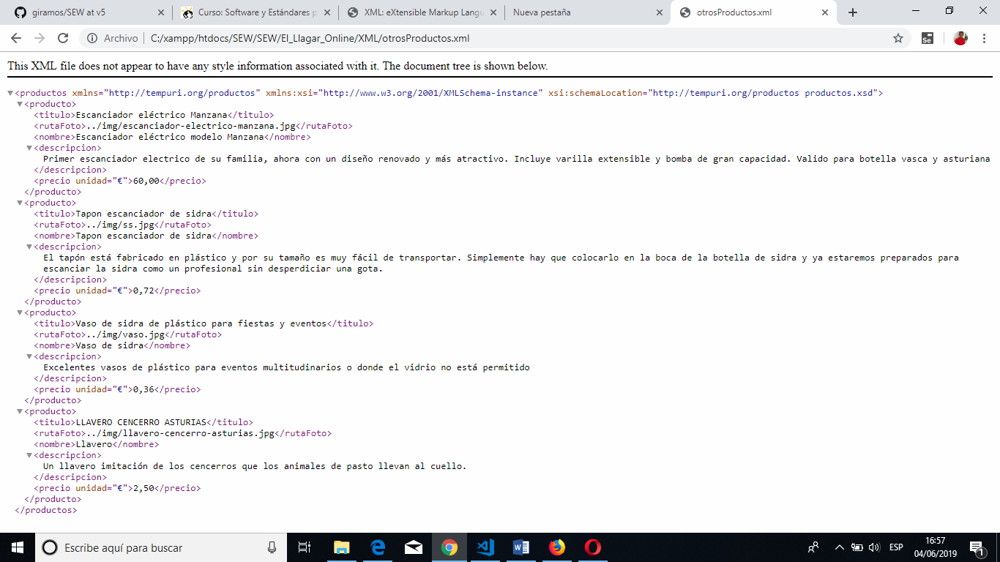 giramos/SEW at v5
Curso: Software y Estándares p
XML: eXtensible Markup Langu
Nueva pestaña
otrosProductos.xml
Archivo
C:/xampp/htdocs/SEW/SEW/El_Llagar_Online/XML/otrosProductos.xml
Se
This XML file does not appear to have any style information associated with it. The document tree is shown below.
<productos xmlns="http://tempuri.org/productos" xmlns:xsi="http://www.w3.org/2001/XMLSchema-instance" xsi:schemaLocation="http://tempuri.org/productos productos.xsd">
<producto>
<titulo>Escanciador eléctrico Manzana</titulo>
<rutaFoto>../img/escanciador-electrico-manzana.jpg</rutaFoto>
<nombre>Escanciador eléctrico modelo Manzana</nombre>
<descripcion>
Primer escanciador electrico de su familia, ahora con un diseño renovado y más atractivo. Incluye varilla extensible y bomba de gran capacidad. Valido para botella vasca y asturiana
</descripcion>
<precio unidad="€">60,00</precio>
</producto>
<producto>
<titulo>Tapon escanciador de sidra</titulo>
<rutaFoto>../img/ss.jpg</rutaFoto>
<nombre>Tapon escanciador de sidra</nombre>
<descripcion>
El tapón está fabricado en plástico y por su tamaño es muy fácil de transportar. Simplemente hay que colocarlo en la boca de la botella de sidra y ya estaremos preparados para
escanciar la sidra como un profesional sin desperdiciar una gota.
</descripcion>
<precio unidad="€">0,72</precio>
</producto>
<producto>
<titulo>Vaso de sidra de plástico para fiestas y eventos</titulo>
<rutaFoto>../img/vaso.jpg</rutaFoto>
<nombre>Vaso de sidra</nombre>
<descripcion>
Excelentes vasos de plástico para eventos multitudinarios o donde el vidrio no está permitido
</descripcion>
<precio unidad="€">0,36</precio>
</producto>
<producto>
<titulo>LLAVERO CENCERRO ASTURIAS</titulo>
<rutaFoto>../img/llavero-cencerro-asturias.jpg</rutaFoto>
<nombre>Llavero</nombre>
<descripcion>
Un llavero imitación de los cencerros que los animales de pasto llevan al cuello.
</descripcion>
<precio unidad="€">2,50</precio>
</producto>
</productos>
Escribe aquí para buscar
ESP
16:57
04/06/2019
1